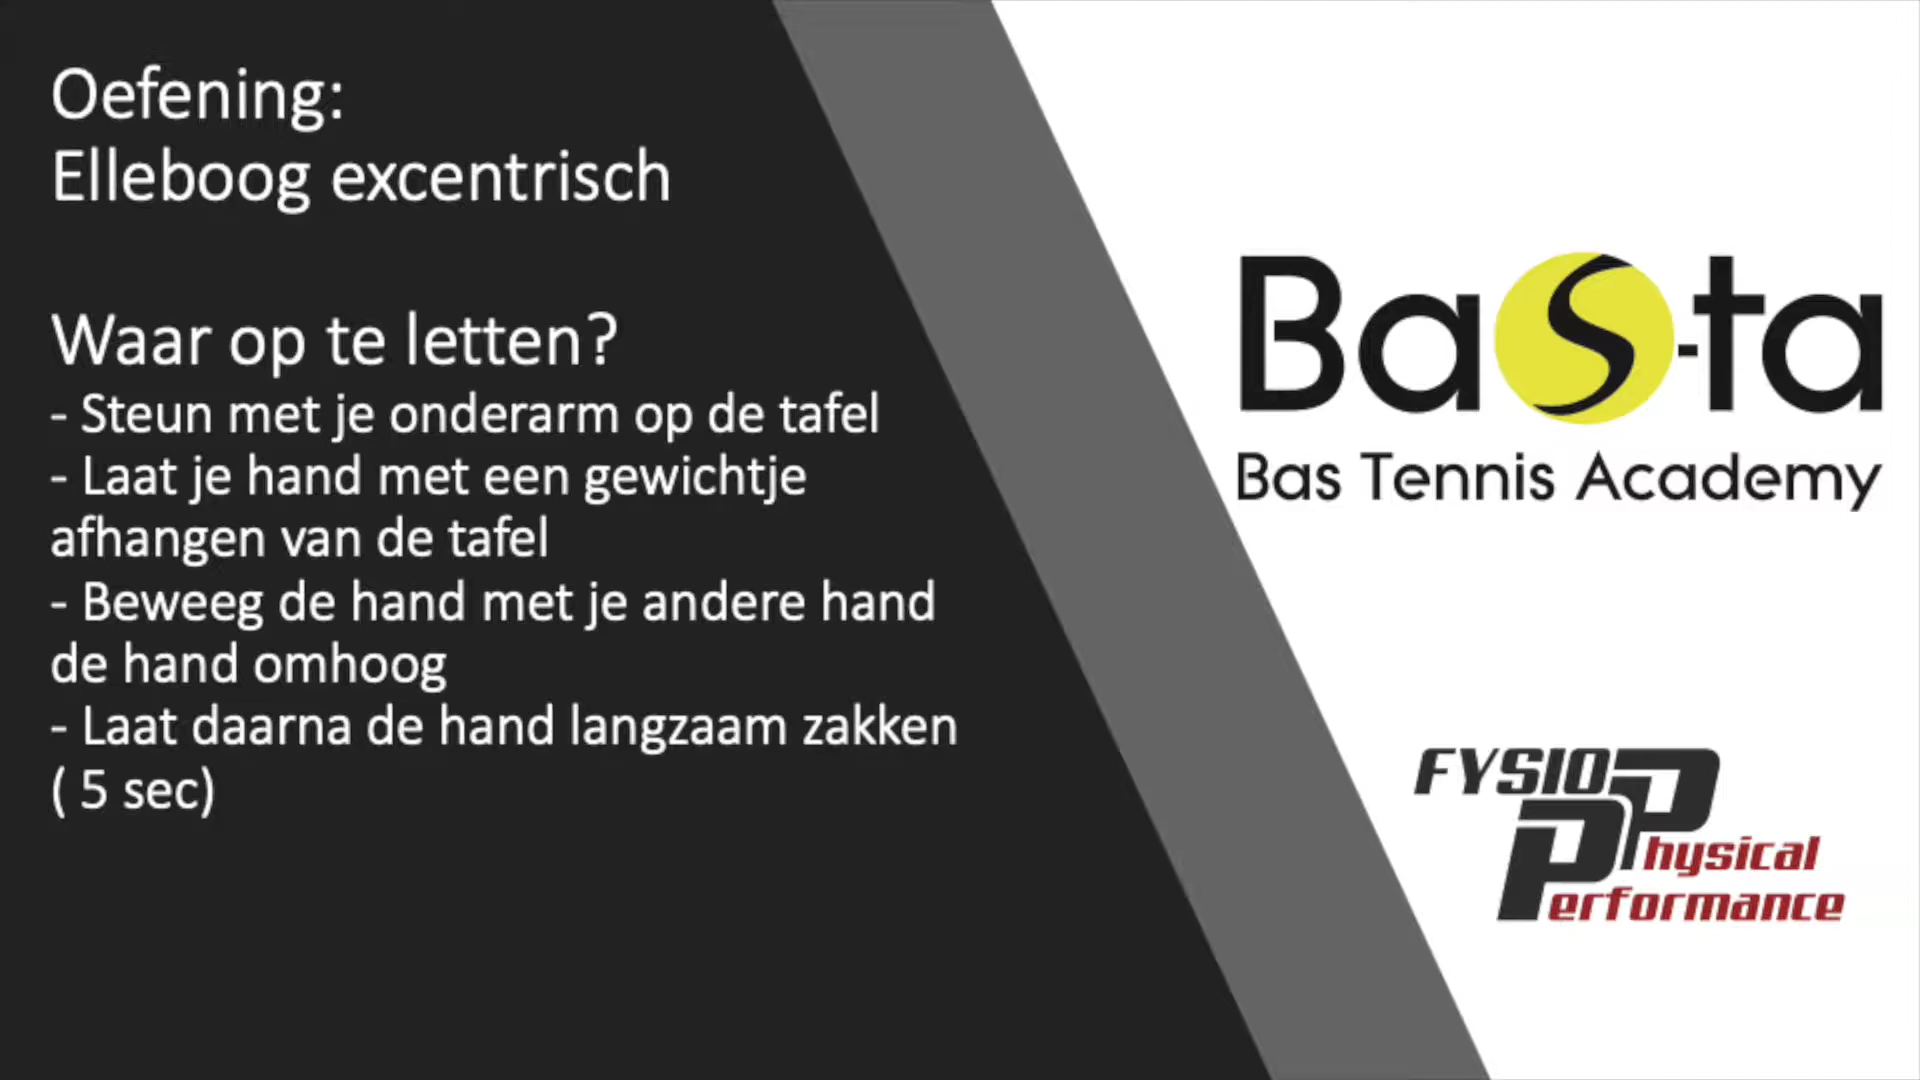 Oefening:
Elleboog excentrisch
Waar op te letten?
- Steun met je onderarm op de tafel
- Laat je hand met een gewichtje
afhangen van de tafel
- Beweeg de hand met je andere hand
de hand omhoog
- Laat daarna de hand langzaam zakken
( 5 sec)
BaS-ta
Bas Tennis Academy
FYSIO
Physical
Performance